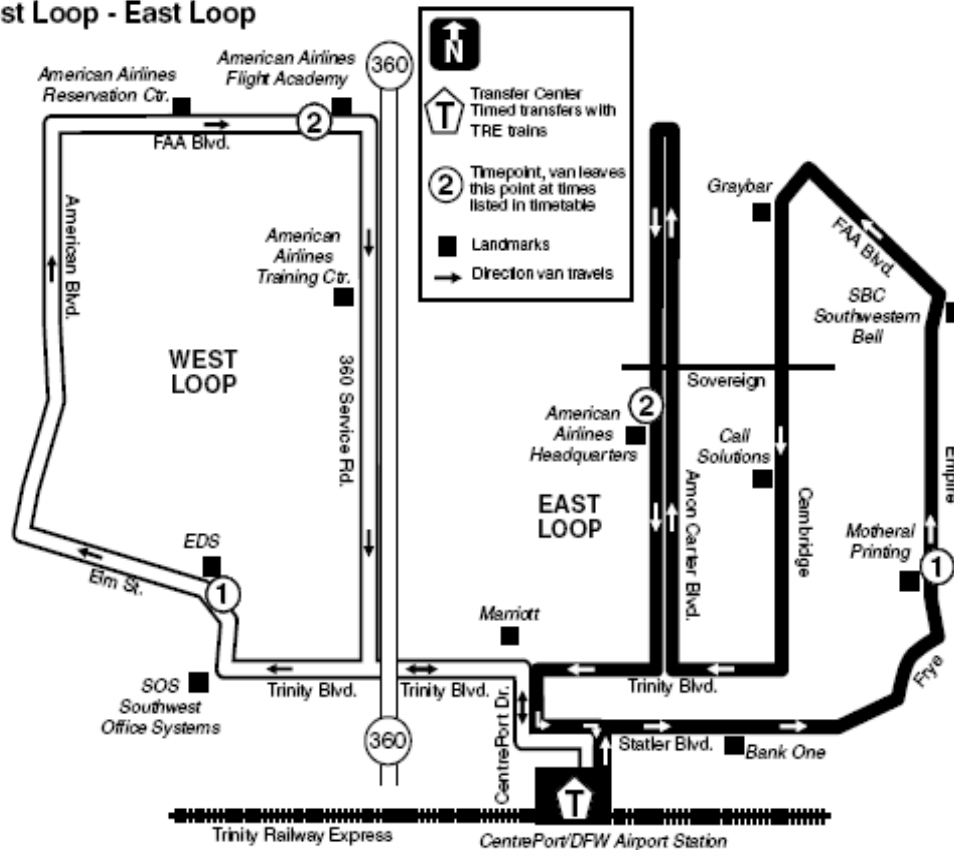 st Loop - East Loop
N
Transfer Center
Timed transfers with
TRE trains
T
2
Timepoint, van leaves
this point at times
listed in timetable
Landmarks
Direction van travels
360
American Airlines
Reservation Ctr.
American Airlines
Flight Academy
2
FAA Blvd.
American Blvd.
American
Airlines
Training Ctr.
WEST
LOOP
360 Service Rd.
EDS
1
Elm St.
SOS
Southwest
Office Systems
Trinity Blvd.
Trinity Blvd.
360
Marriott
CentrePort Dr.
EAST
LOOP
American
Airlines
Headquarters
2
Amon Carter Blvd.
Sovereign
Graybar
FAA Blvd.
SBC
Southwestern
Bell
Call
Solutions
Cambridge
Empire
Motheral
Printing
1
Frye
Trinity Blvd.
Statler Blvd.
Bank One
T
Trinity Railway Express
CentrePort/DFW Airport Station